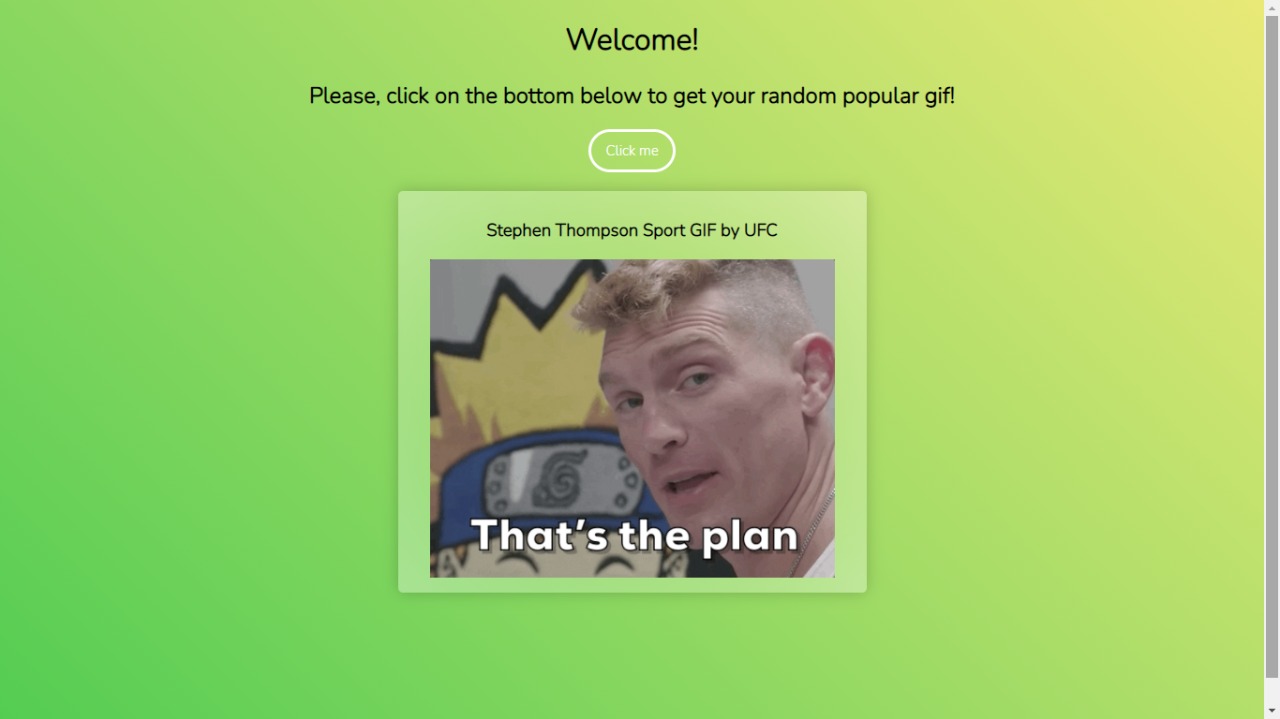 Welcome!
Please, click on the bottom below to get your random popular gif!
Click me
Stephen Thompson Sport GIF by UFC
That's the plan